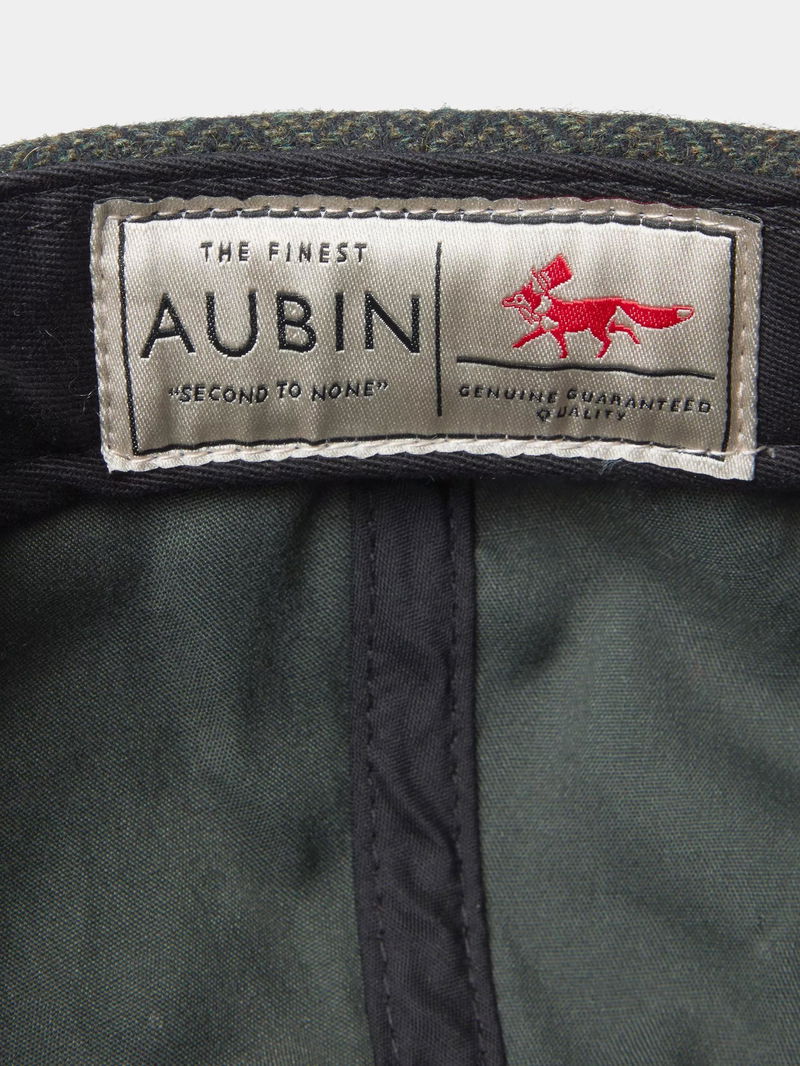 THE FINEST
AUBIN
"SECOND TO NONE"
GENUINE GUARANTEED
QUALITY